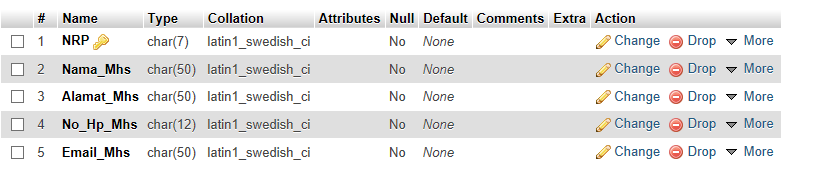 # Name Type Collation Attributes Null Default Comments Extra Action
1 NRP char(7) latin1_swedish_ci No None Change Drop More
2 Nama_Mhs char(50) latin1_swedish_ci No None Change Drop More
3 Alamat_Mhs char(50) latin1_swedish_ci No None Change Drop More
4 No_Hp_Mhs char(12) latin1_swedish_ci No None Change Drop More
5 Email_Mhs char(50) latin1_swedish_ci No None Change Drop More